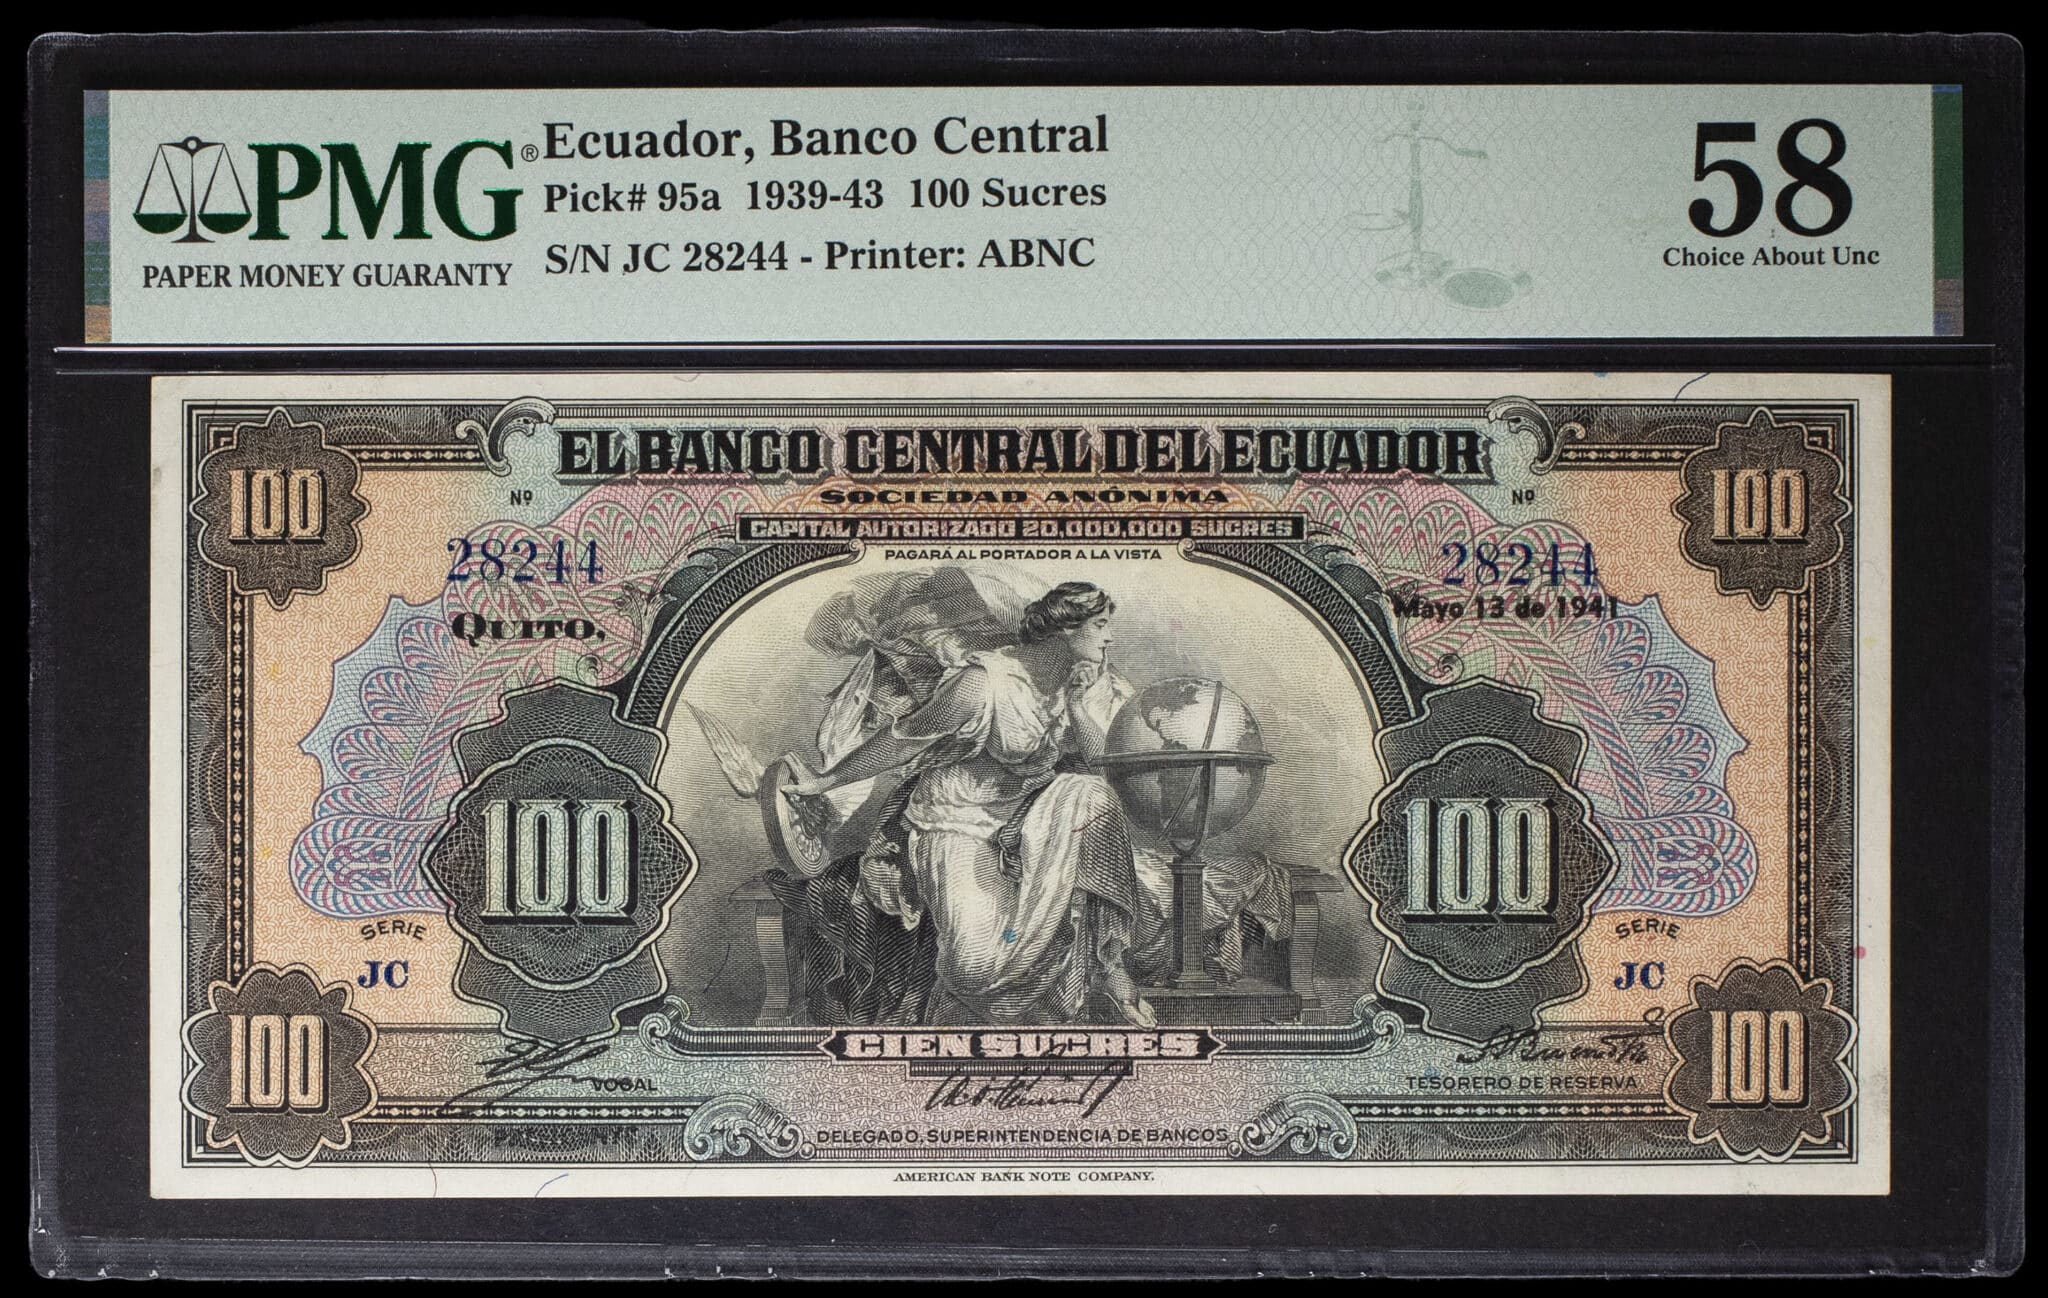 PMG®
PAPER MONEY GUARANTY
Ecuador, Banco Central
Pick# 95a 1939-43 100 Sucres
S/N JC 28244 - Printer: ABNC
58
Choice About Unc
100
EL BANCO CENTRAL DEL ECUADOR
100
SOCIEDAD ANÓNIMA
Nº
Nº
CAPITAL AUTORIZADO 20,000,000 SUCRES
PAGARÁ AL PORTADOR A LA VISTA
28244
28244
QUITO,
Mayo 13 de 1941
100
100
SERIE
SERIE
JC
JC
100
CIEN SUCRES
100
VOCAL
TESORERO DE RESERVA
DELEGADO, SUPERINTENDENCIA DE BANCOS
AMERICAN BANK NOTE COMPANY.